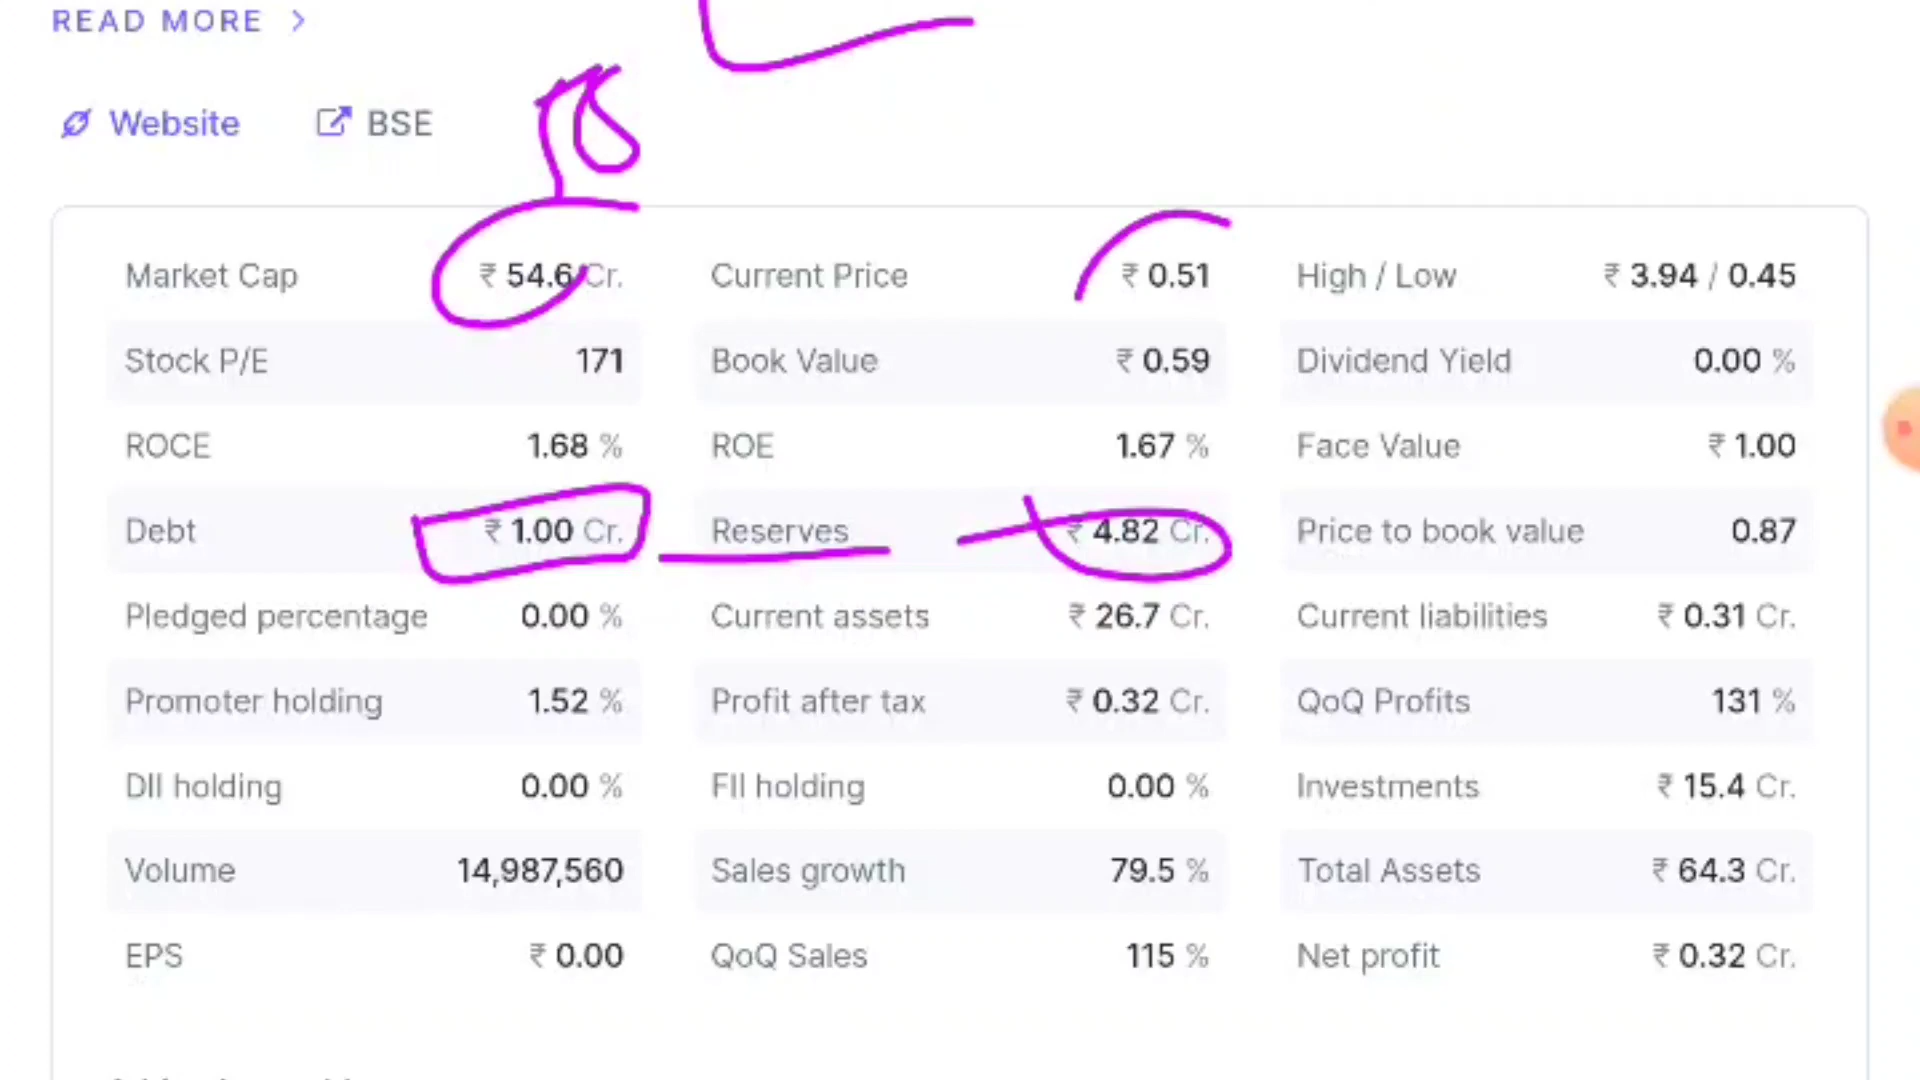 READ MORE >
Website BSE
Market Cap ₹ 54.6 Cr. Current Price ₹ 0.51 High / Low ₹ 3.94 / 0.45
Stock P/E 171 Book Value ₹ 0.59 Dividend Yield 0.00 %
ROCE 1.68 % ROE 1.67 % Face Value ₹ 1.00
Debt ₹ 1.00 Cr. Reserves ₹ 4.82 Cr. Price to book value 0.87
Pledged percentage 0.00 % Current assets ₹ 26.7 Cr. Current liabilities ₹ 0.31 Cr.
Promoter holding 1.52 % Profit after tax ₹ 0.32 Cr. QoQ Profits 131 %
DII holding 0.00 % FII holding 0.00 % Investments ₹ 15.4 Cr.
Volume 14,987,560 Sales growth 79.5 % Total Assets ₹ 64.3 Cr.
EPS ₹ 0.00 QoQ Sales 115 % Net profit ₹ 0.32 Cr.